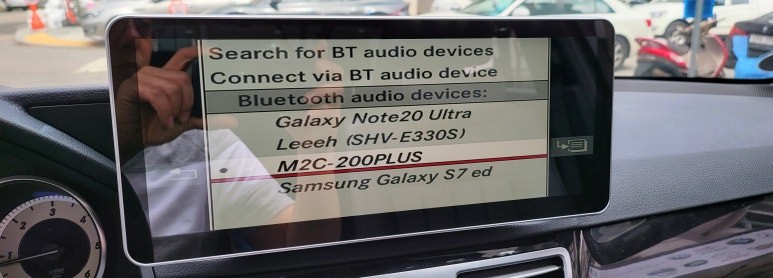 Search for BT audio devices
Connect via BT audio device
Bluetooth audio devices:
Galaxy Note20 Ultra
Leeeh (SHV-E330S)
M2C-200PLUS
Samsung Galaxy S7 ed